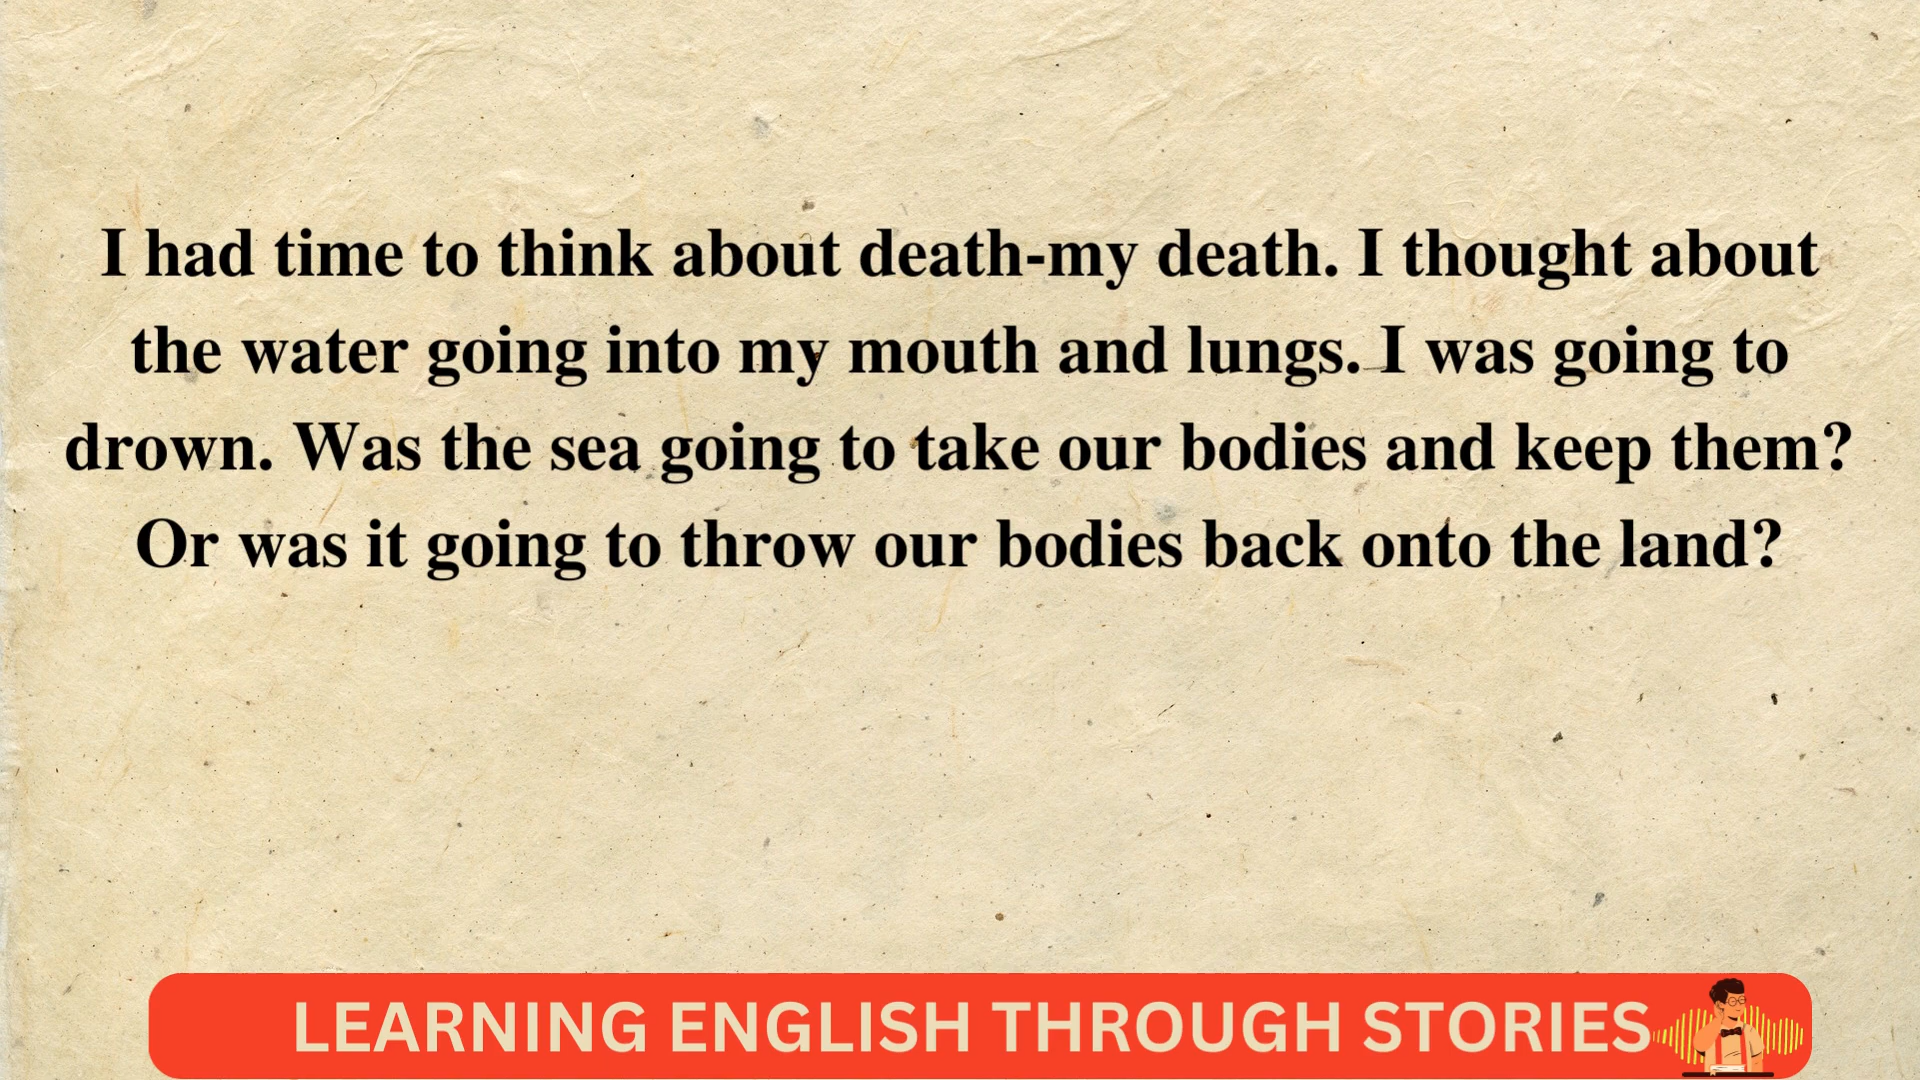 I had time to think about death-my death. I thought about
the water going into my mouth and lungs. I was going to
drown. Was the sea going to take our bodies and keep them?
Or was it going to throw our bodies back onto the land?
LEARNING ENGLISH THROUGH STORIES